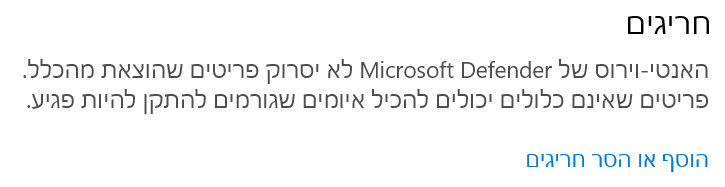 חריגים
האנטי-וירוס של Microsoft Defender לא יסרוק פריטים שהוצאת מהכלל.
פריטים שאינם כלולים יכולים להכיל איומים שגורמים להתקן להיות פגיע.
הוסף או הסר חריגים